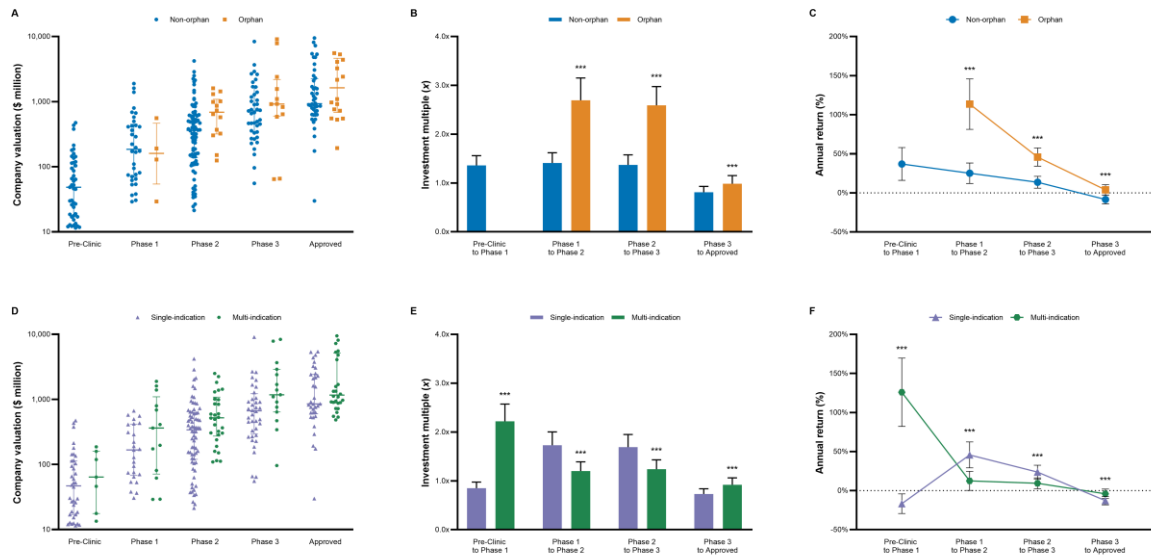 A
Non-orphan
Orphan
Company valuation ($ million)
10,000
1,000
100
10
Pre-Clinic
Phase 1
Phase 2
Phase 3
Approved
B
Non-orphan
Orphan
Investment multiple (x)
4.0x
3.0x
2.0x
1.0x
0.0x
***
***
***
Pre-Clinic
to Phase 1
Phase 1
to Phase 2
Phase 2
to Phase 3
Phase 3
to Approved
C
Non-orphan
Orphan
Annual return (%)
200%
150%
100%
50%
0%
-50%
***
***
***
Pre-Clinic
to Phase 1
Phase 1
to Phase 2
Phase 2
to Phase 3
Phase 3
to Approved
D
Single-indication
Multi-indication
Company valuation ($ million)
10,000
1,000
100
10
Pre-Clinic
Phase 1
Phase 2
Phase 3
Approved
E
Single-indication
Multi-indication
Investment multiple (x)
4.0x
3.0x
2.0x
1.0x
0.0x
***
***
***
***
Pre-Clinic
to Phase 1
Phase 1
to Phase 2
Phase 2
to Phase 3
Phase 3
to Approved
F
Single-indication
Multi-indication
Annual return (%)
200%
150%
100%
50%
0%
-50%
***
***
***
***
Pre-Clinic
to Phase 1
Phase 1
to Phase 2
Phase 2
to Phase 3
Phase 3
to Approved